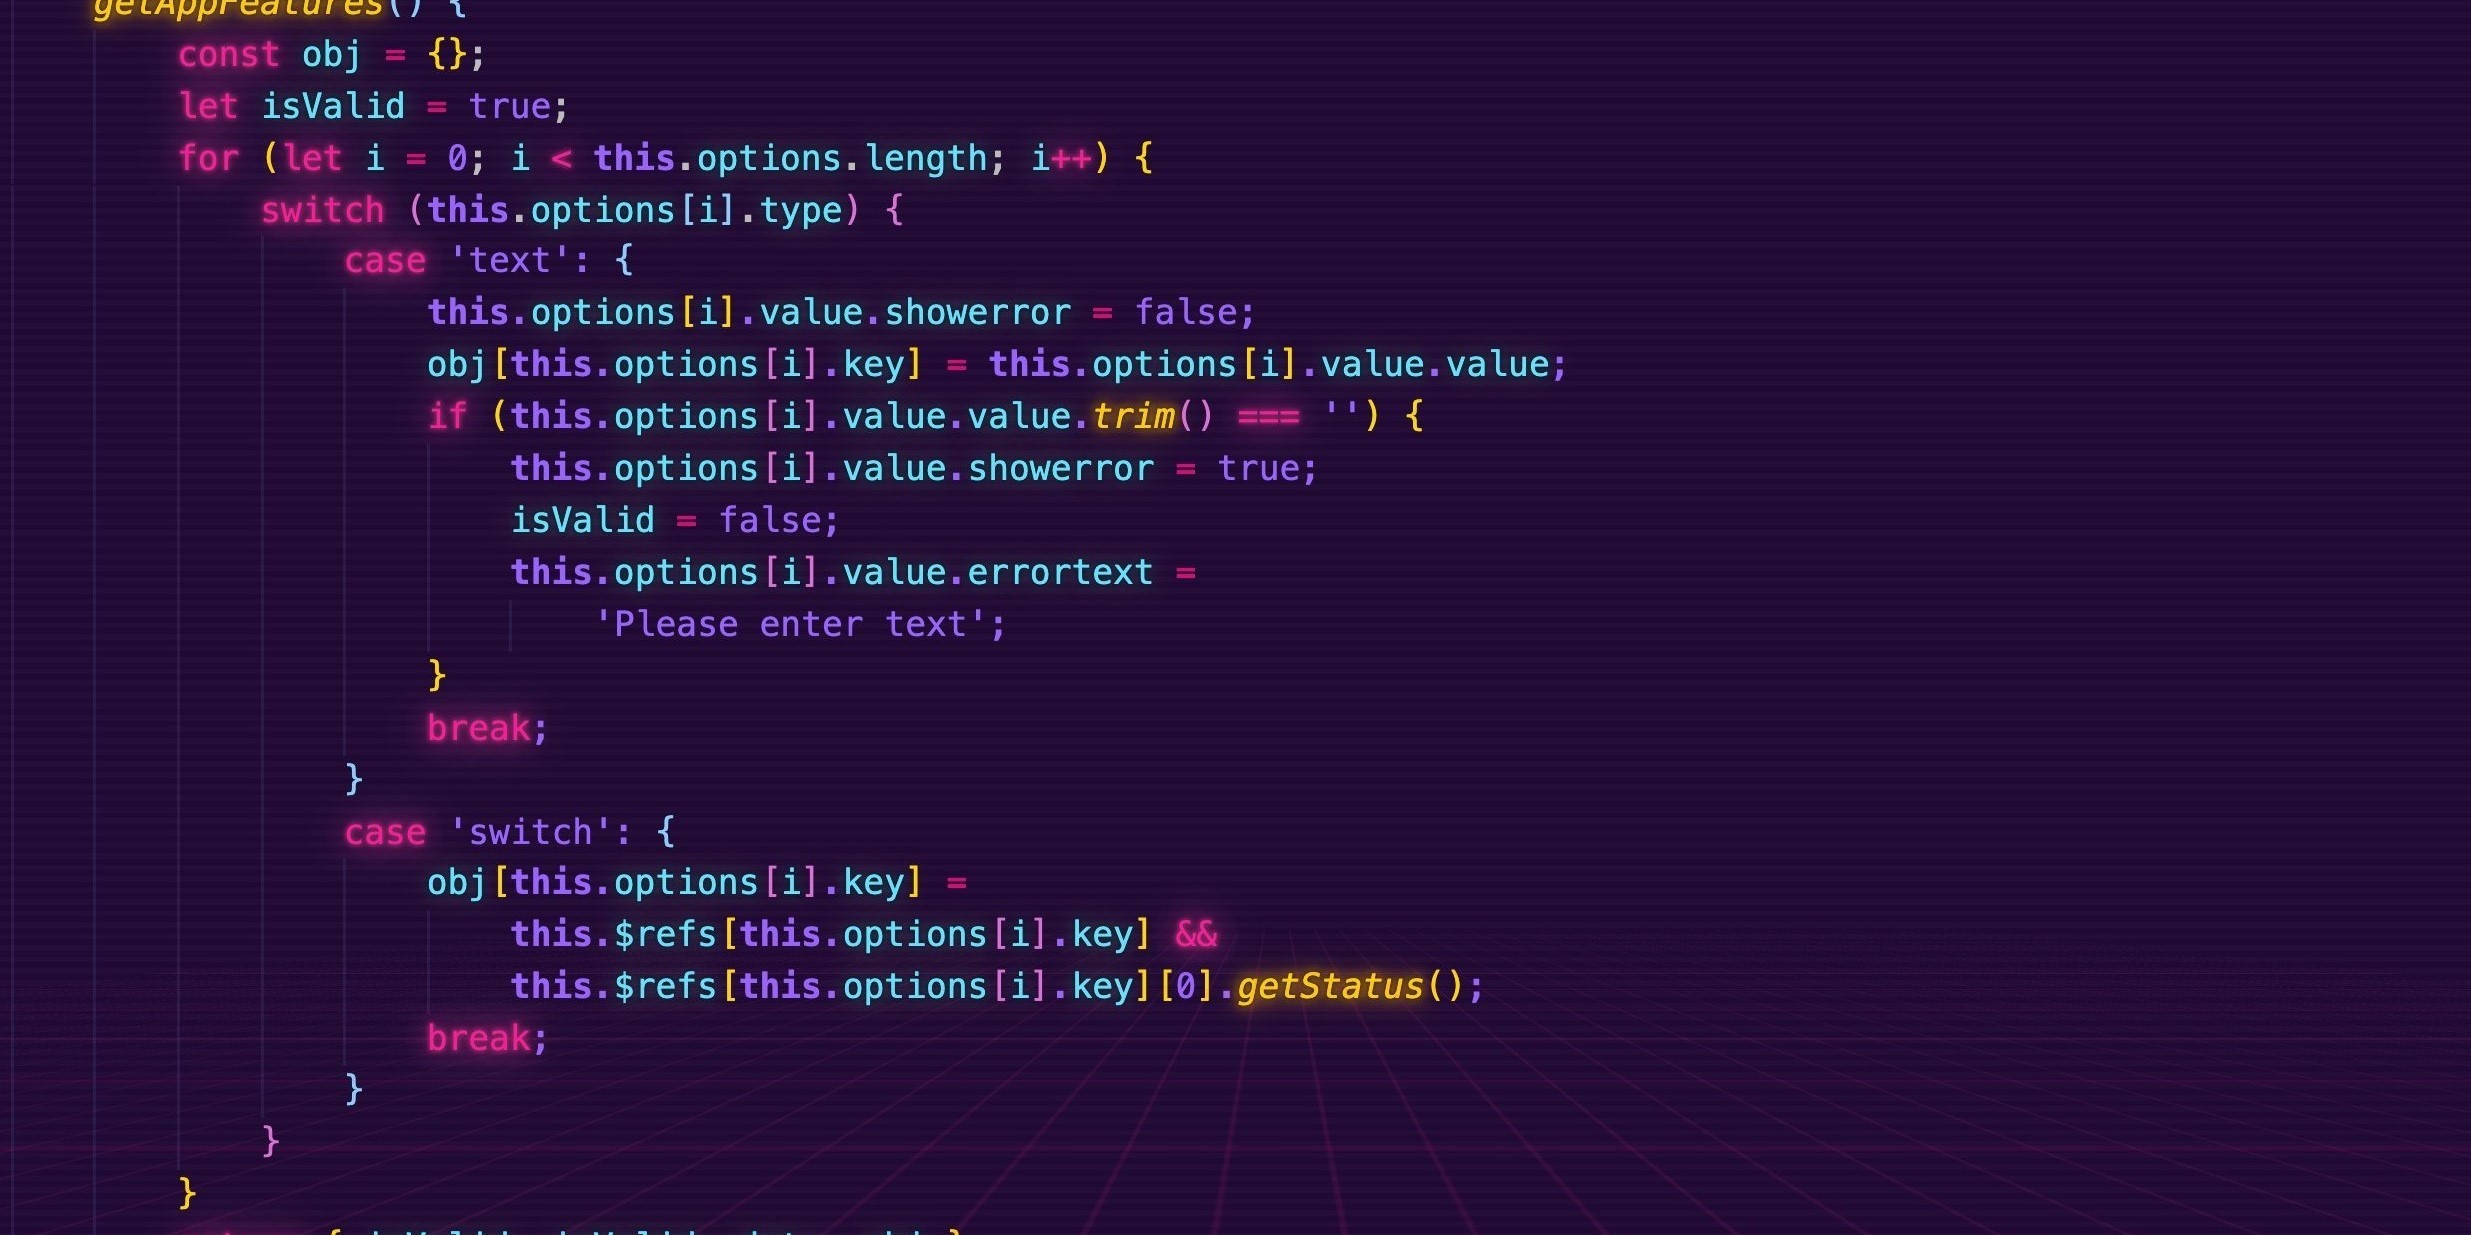 getAppFeatures() {
const obj = {};
let isValid = true;
for (let i = 0; i < this.options.length; i++) {
switch (this.options[i].type) {
case 'text': {
this.options[i].value.showerror = false;
obj[this.options[i].key] = this.options[i].value.value;
if (this.options[i].value.value.trim() === '') {
this.options[i].value.showerror = true;
isValid = false;
this.options[i].value.errortext =
'Please enter text';
}
break;
}
case 'switch': {
obj[this.options[i].key] =
this.$refs[this.options[i].key] &&
this.$refs[this.options[i].key][0].getStatus();
break;
}
}
}